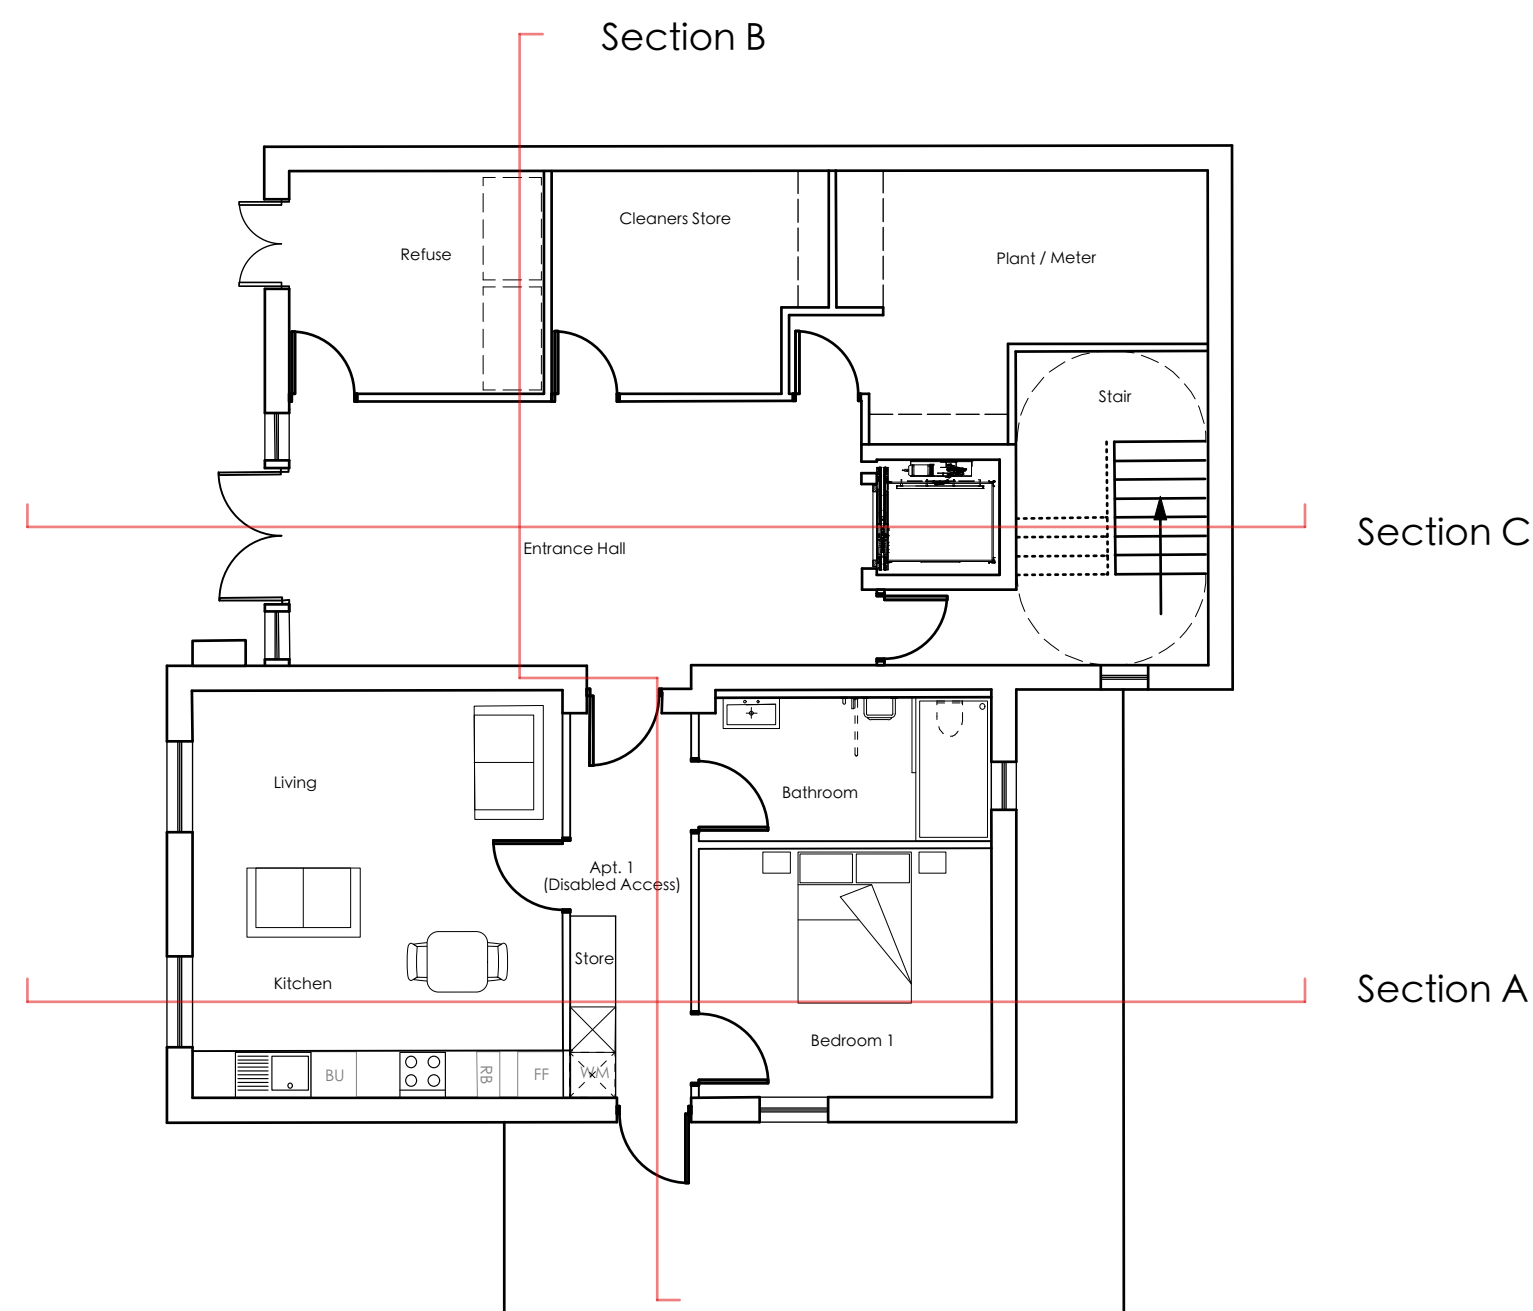 Section B
Cleaners Store
Refuse
Plant / Meter
Stair
Section C
Entrance Hall
Living
Bathroom
Apt. 1
(Disabled Access)
Store
Kitchen
Section A
Bedroom 1
BU
RB
FF
WM